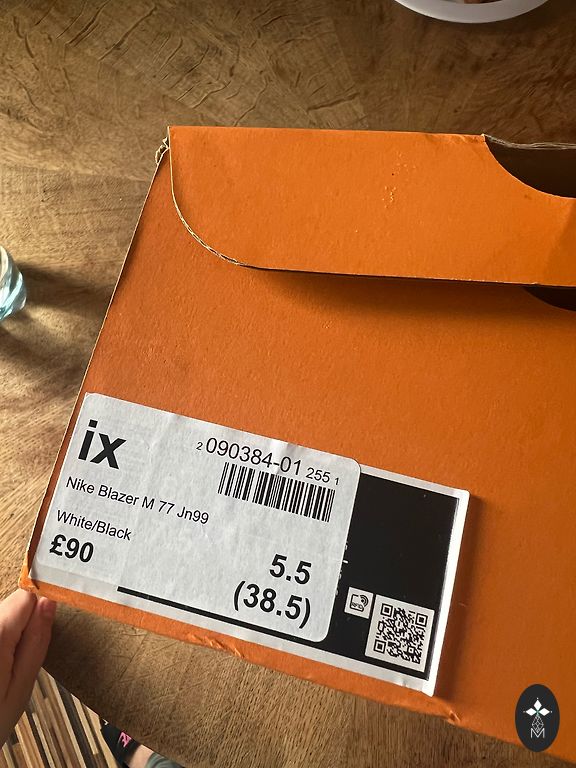 ix
2 090384-01 255 1
Nike Blazer M 77 Jn99
White/Black
£90
5.5
(38.5)
M